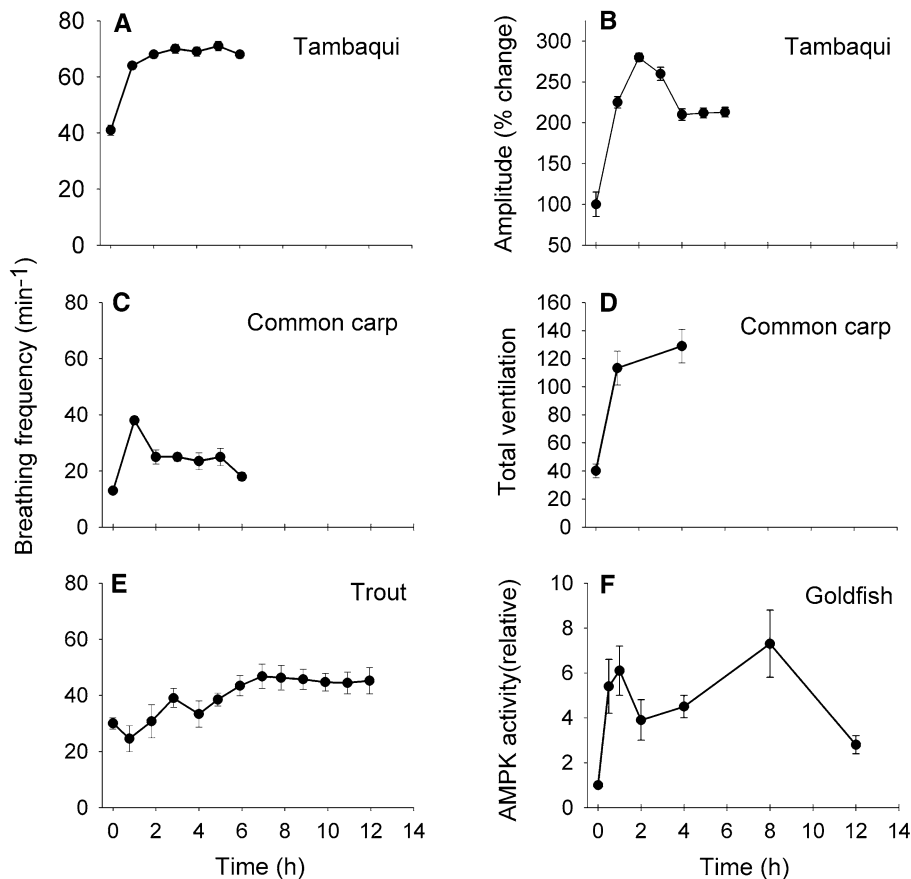 A
Tambaqui
80
60
40
20
0
B
Tambaqui
Amplitude (% change)
300
250
200
150
100
50
Breathing frequency (min−1)
C
Common carp
80
60
40
20
0
D
Common carp
Total ventilation
160
140
120
100
80
60
40
20
0
E
Trout
80
60
40
20
0
0 2 4 6 8 10 12 14
Time (h)
F
Goldfish
AMPK activity(relative)
10
8
6
4
2
0
0 2 4 6 8 10 12 14
Time (h)